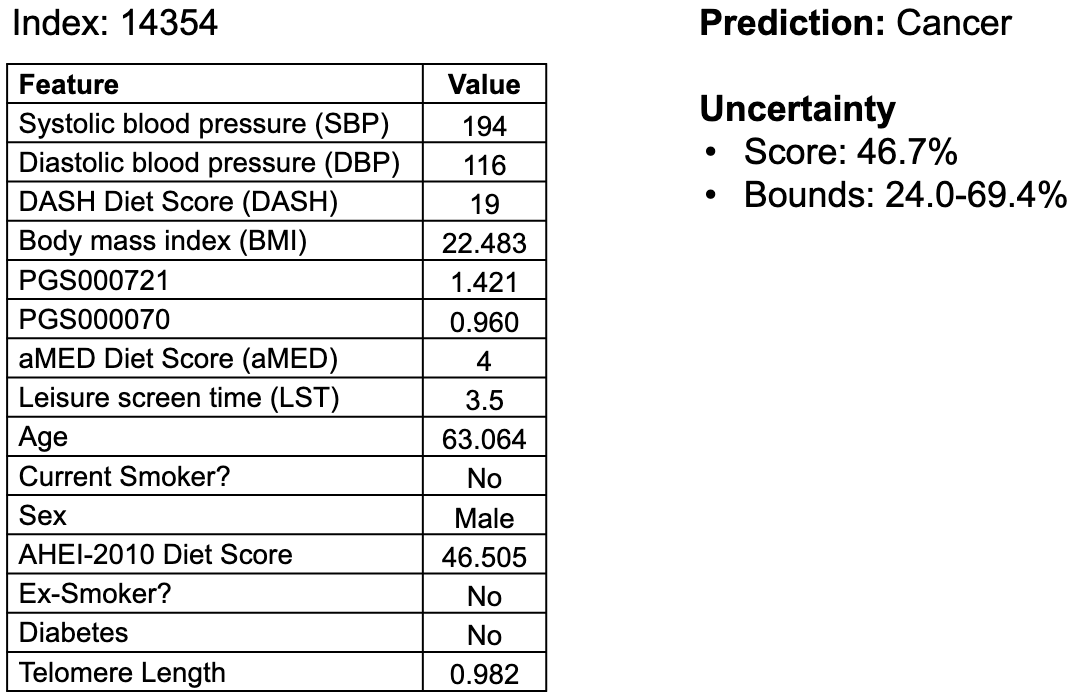 Index: 14354
Prediction: Cancer
Feature Value
Systolic blood pressure (SBP) 194
Diastolic blood pressure (DBP) 116
DASH Diet Score (DASH) 19
Body mass index (BMI) 22.483
PGS000721 1.421
PGS000070 0.960
aMED Diet Score (aMED) 4
Leisure screen time (LST) 3.5
Age 63.064
Current Smoker? No
Sex Male
AHEI-2010 Diet Score 46.505
Ex-Smoker? No
Diabetes No
Telomere Length 0.982
Uncertainty
• Score: 46.7%
• Bounds: 24.0-69.4%